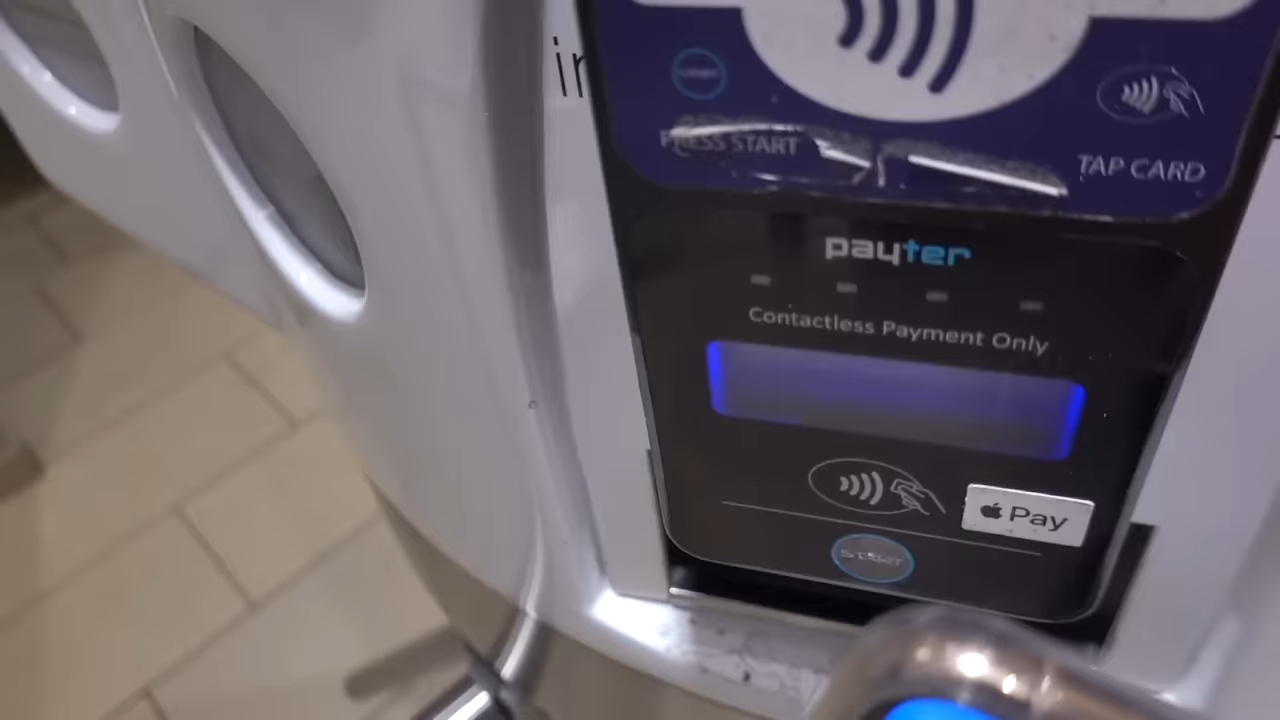 PRESS START
TAP CARD
payter
Contactless Payment Only
Pay
START